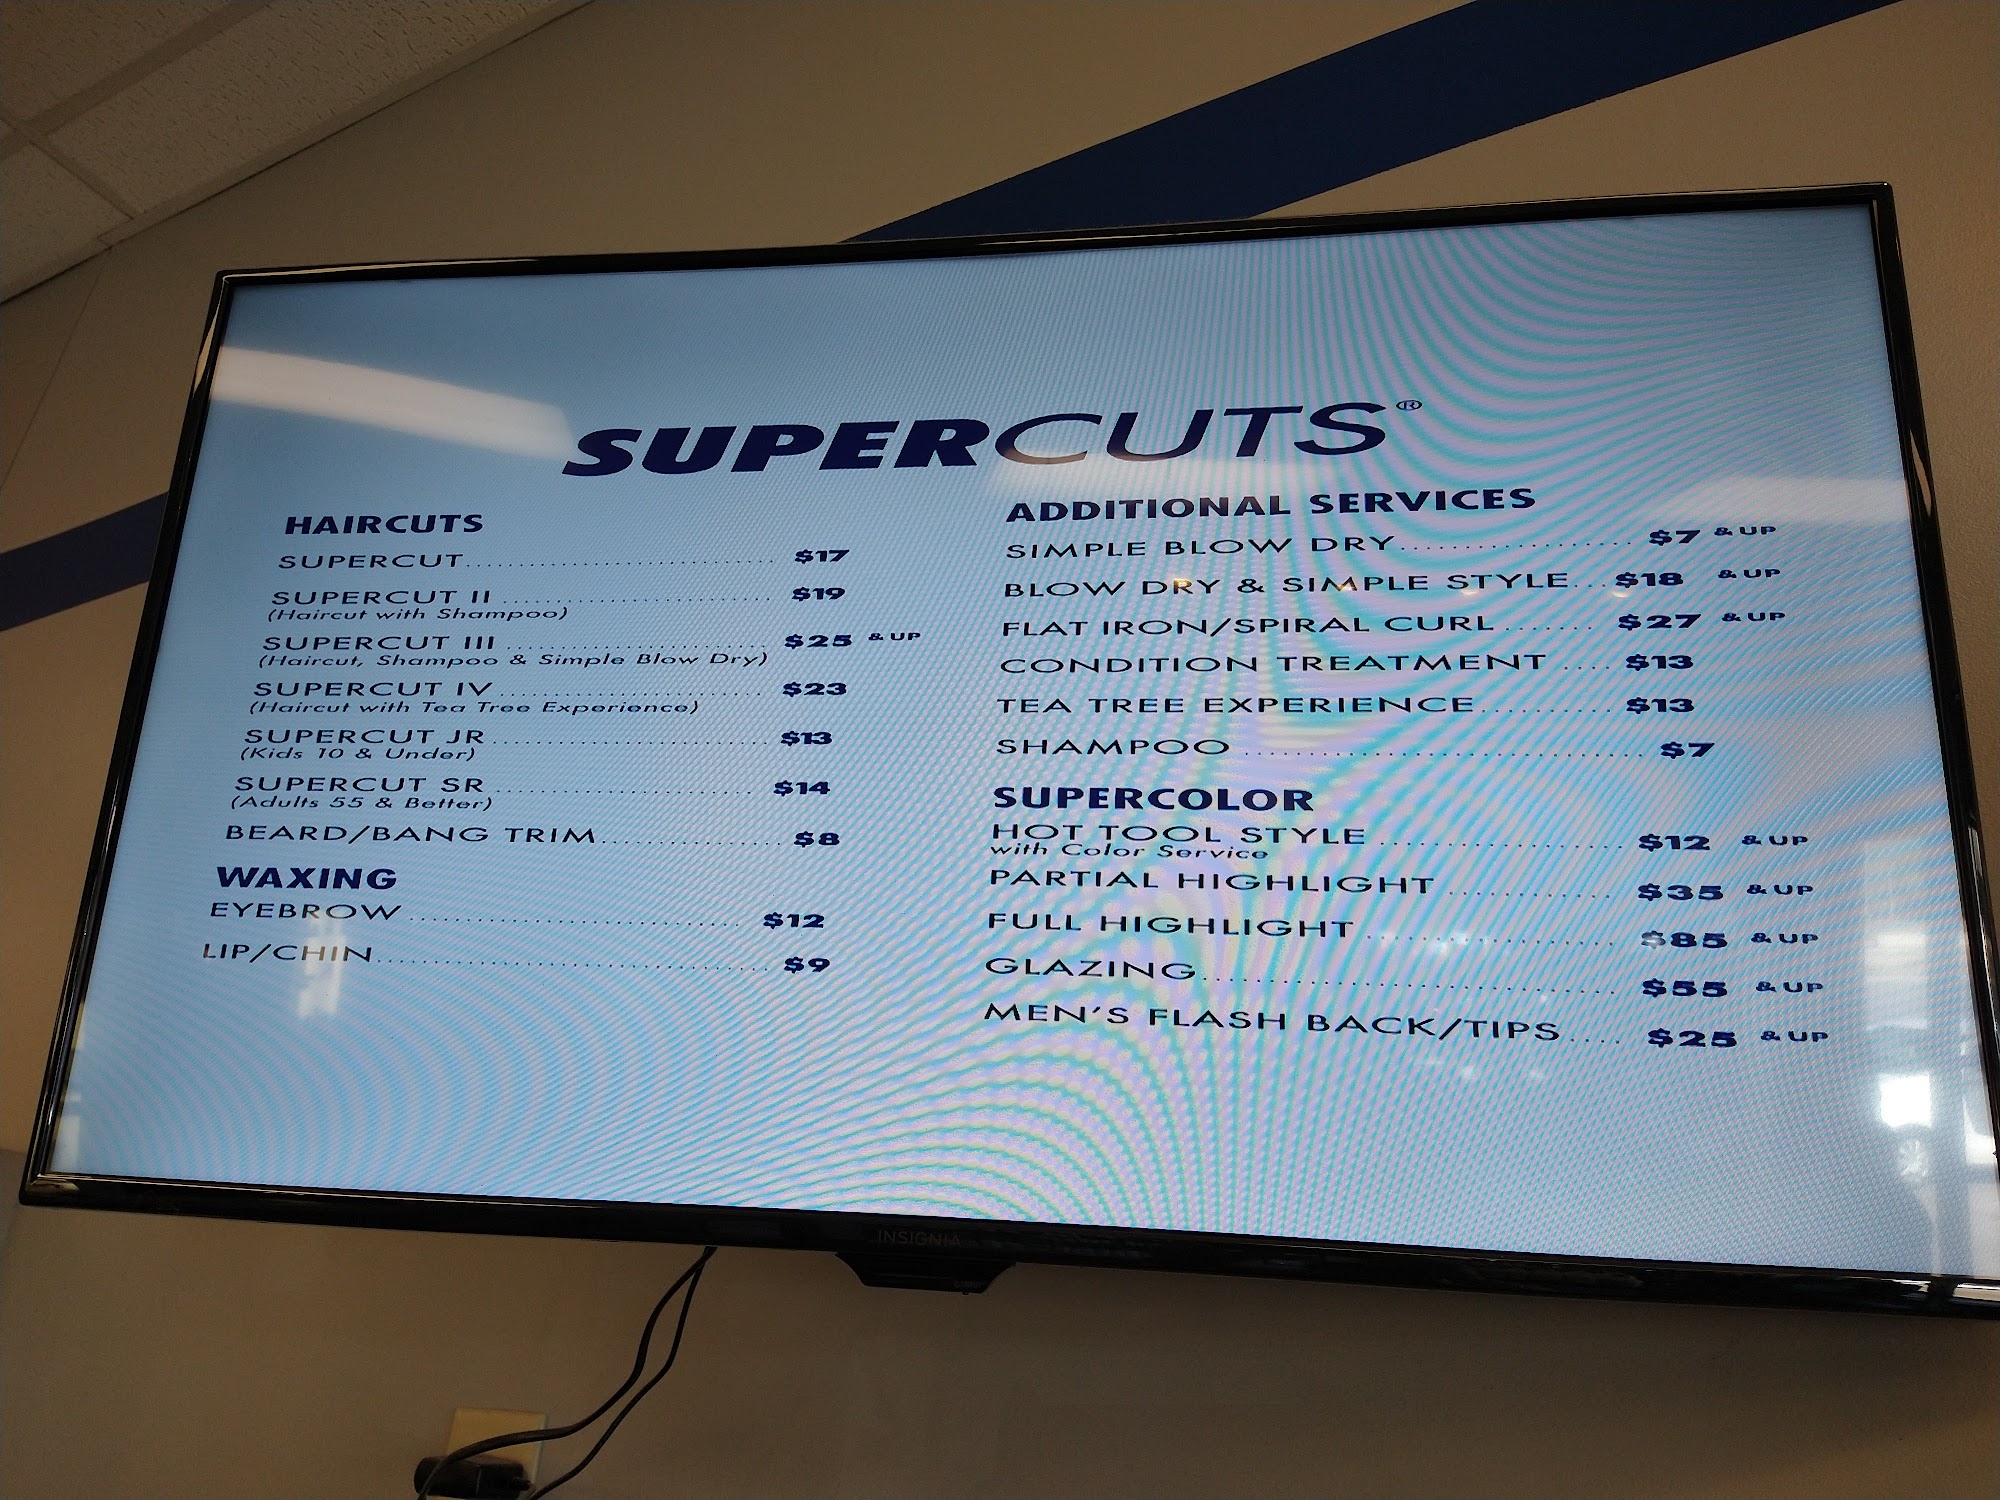 SUPERCUTS®
HAIRCUTS
SUPERCUT............................ $17
SUPERCUT II ............................ $19
(Haircut with Shampoo)
SUPERCUT III ............................ $25 & UP
(Haircut, Shampoo & Simple Blow Dry)
SUPERCUT IV ............................ $23
(Haircut with Tea Tree Experience)
SUPERCUT JR ............................ $13
(Kids 10 & Under)
SUPERCUT SR ............................ $14
(Adults 55 & Better)
BEARD/BANG TRIM.................. $8
WAXING
EYEBROW ................................ $12
LIP/CHIN....................................... $9
ADDITIONAL SERVICES
SIMPLE BLOW DRY.................... $7 & UP
BLOW DRY & SIMPLE STYLE... $18 & UP
FLAT IRON/SPIRAL CURL........ $27 & UP
CONDITION TREATMENT .... $13
TEA TREE EXPERIENCE.......... $13
SHAMPOO .................................. $7
SUPERCOLOR
HOT TOOL STYLE .................... $12 & UP
with Color Service
PARTIAL HIGHLIGHT .............. $35 & UP
FULL HIGHLIGHT .................... $85 & UP
GLAZING.................................. $55 & UP
MEN'S FLASH BACK/TIPS.... $25 & UP
INSIGNIA